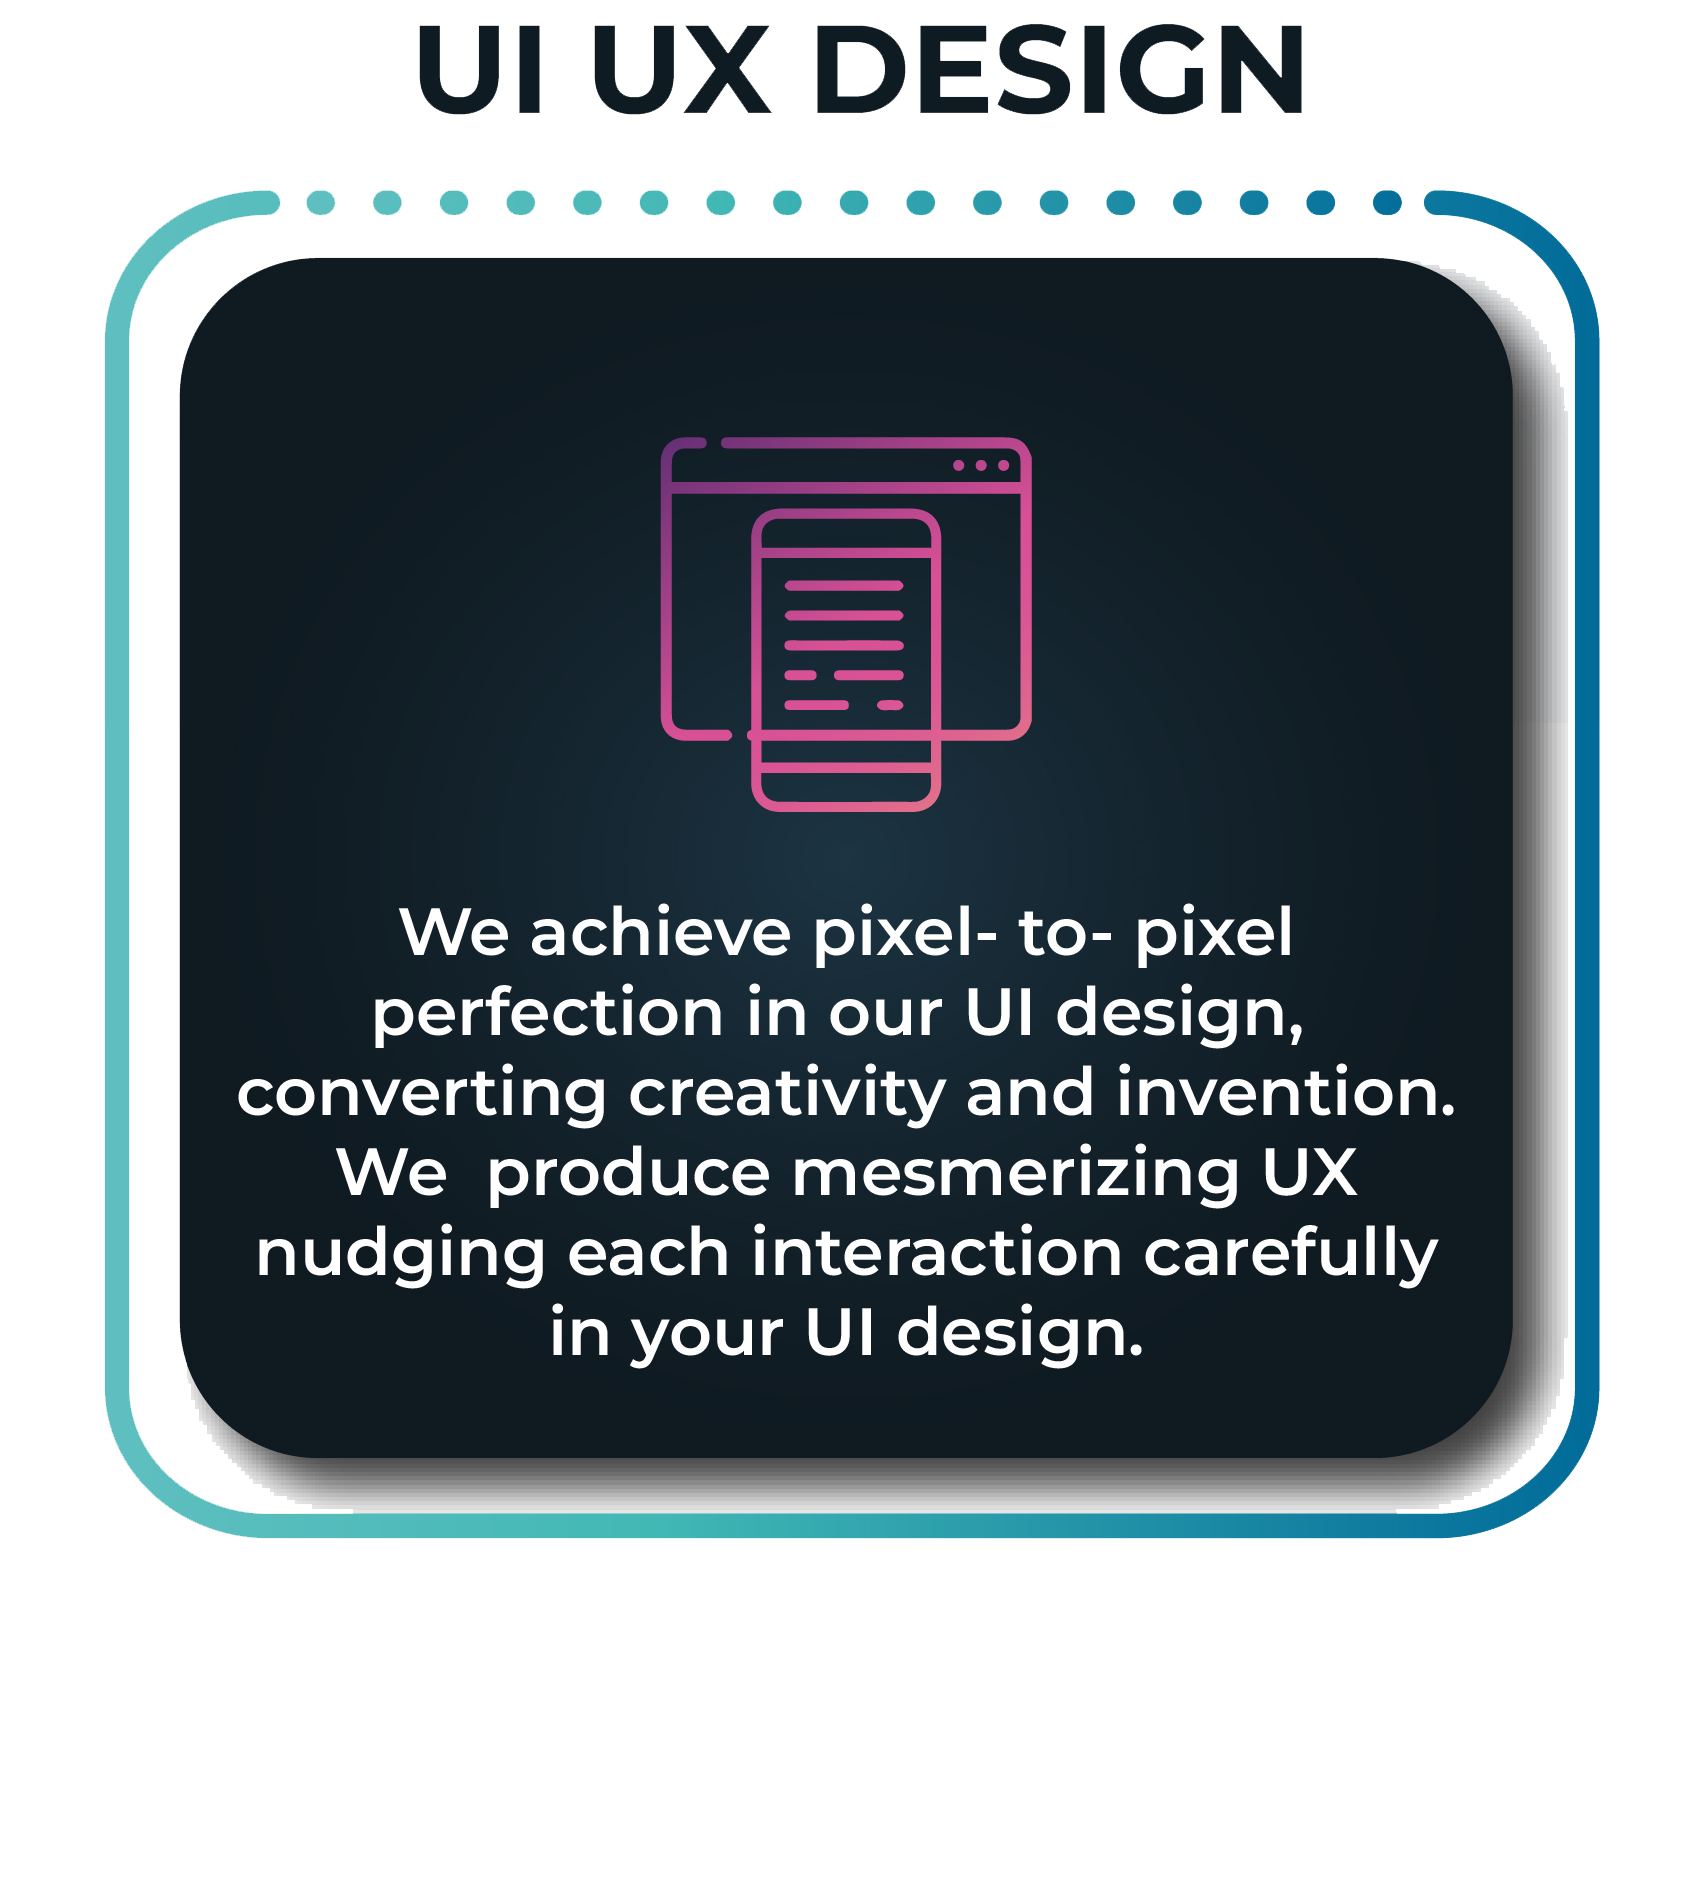 UI UX DESIGN
We achieve pixel- to- pixel
perfection in our UI design,
converting creativity and invention.
We  produce mesmerizing UX
nudging each interaction carefully
in your UI design.